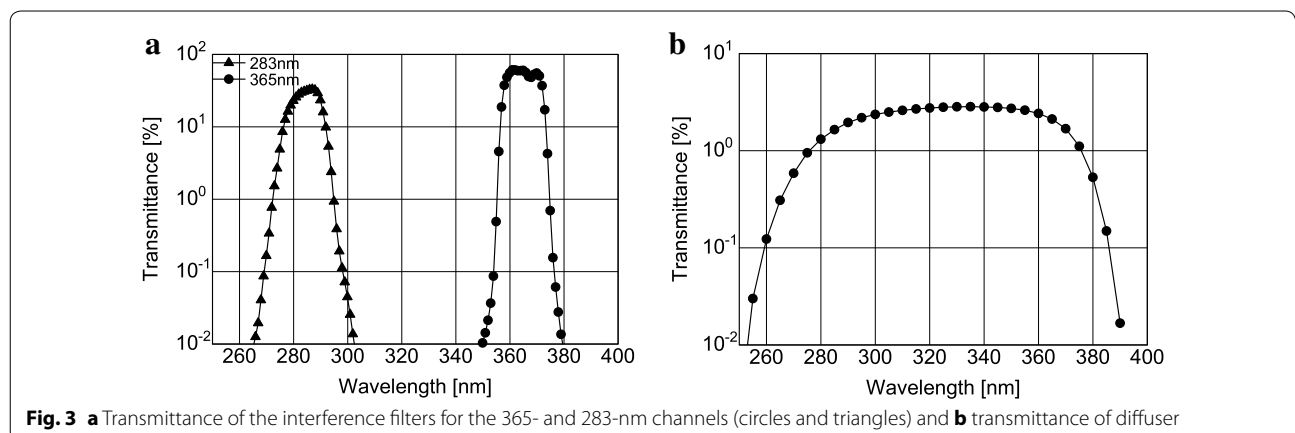 a
10²
10¹
10⁰
10⁻¹
10⁻²
Transmittance [%]
283nm
365nm
260 280 300 320 340 360 380 400
Wavelength [nm]
b
10¹
10⁰
10⁻¹
10⁻²
Transmittance [%]
260 280 300 320 340 360 380 400
Wavelength [nm]
Fig. 3 a Transmittance of the interference filters for the 365- and 283-nm channels (circles and triangles) and b transmittance of diffuser